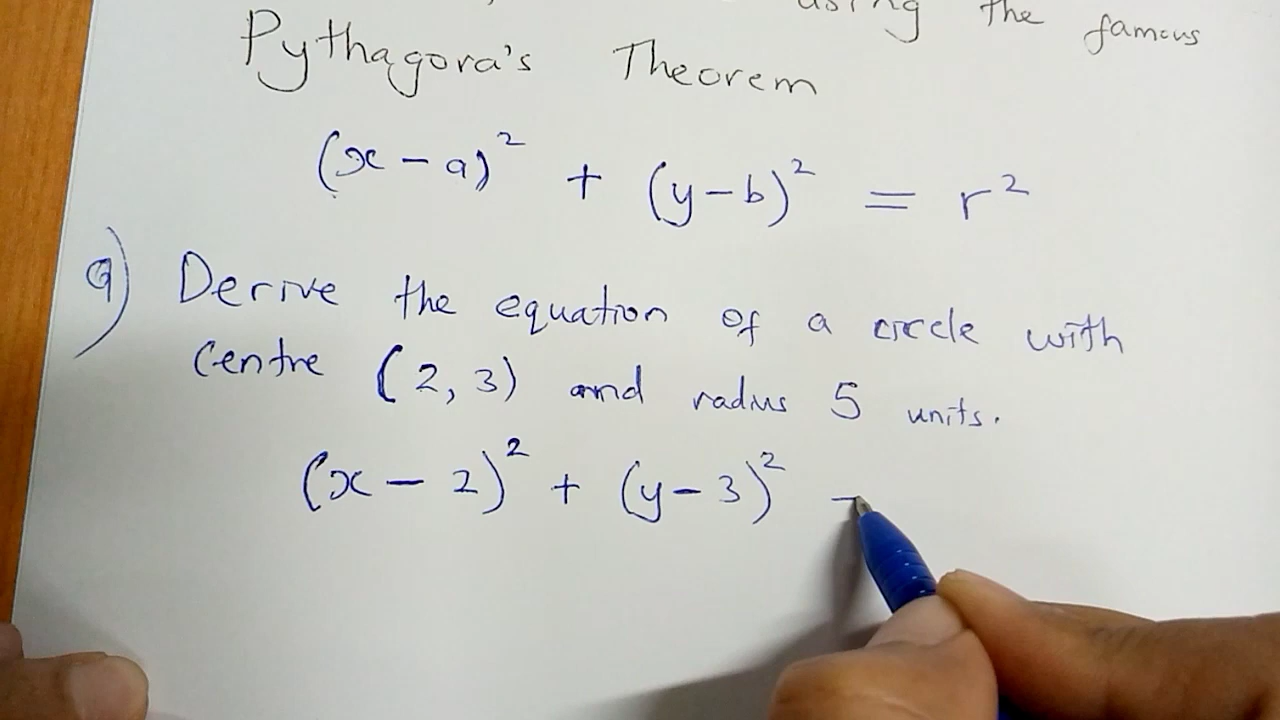 using the famous
Pythagora's Theorem
(x - a)² + (y - b)² = r²
q) Derive the equation of a circle with
Centre (2, 3) and radius 5 units.
(x - 2)² + (y - 3)² -